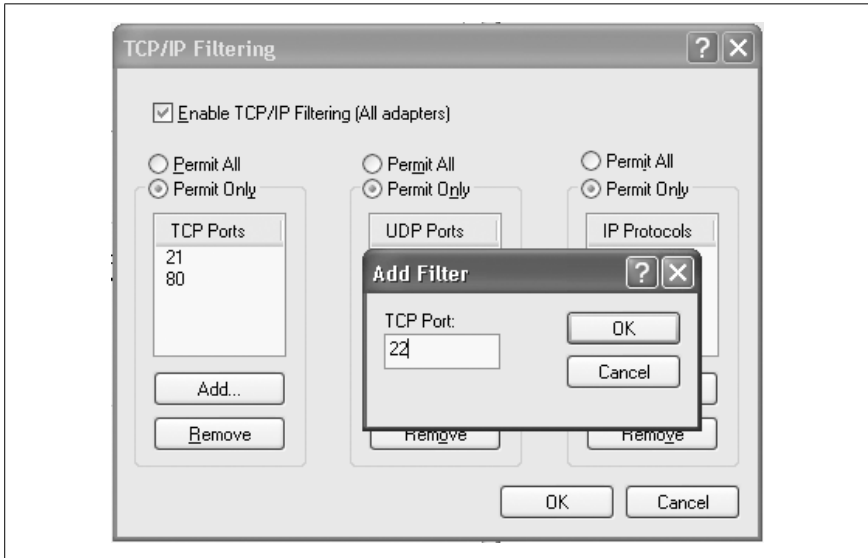 TCP/IP Filtering
Enable TCP/IP Filtering (All adapters)
Permit All
Permit Only
TCP Ports
21
80
Add...
Remove
Permit All
Permit Only
UDP Ports
Remove
Permit All
Permit Only
IP Protocols
Remove
Add Filter
TCP Port:
22
OK
Cancel
OK
Cancel